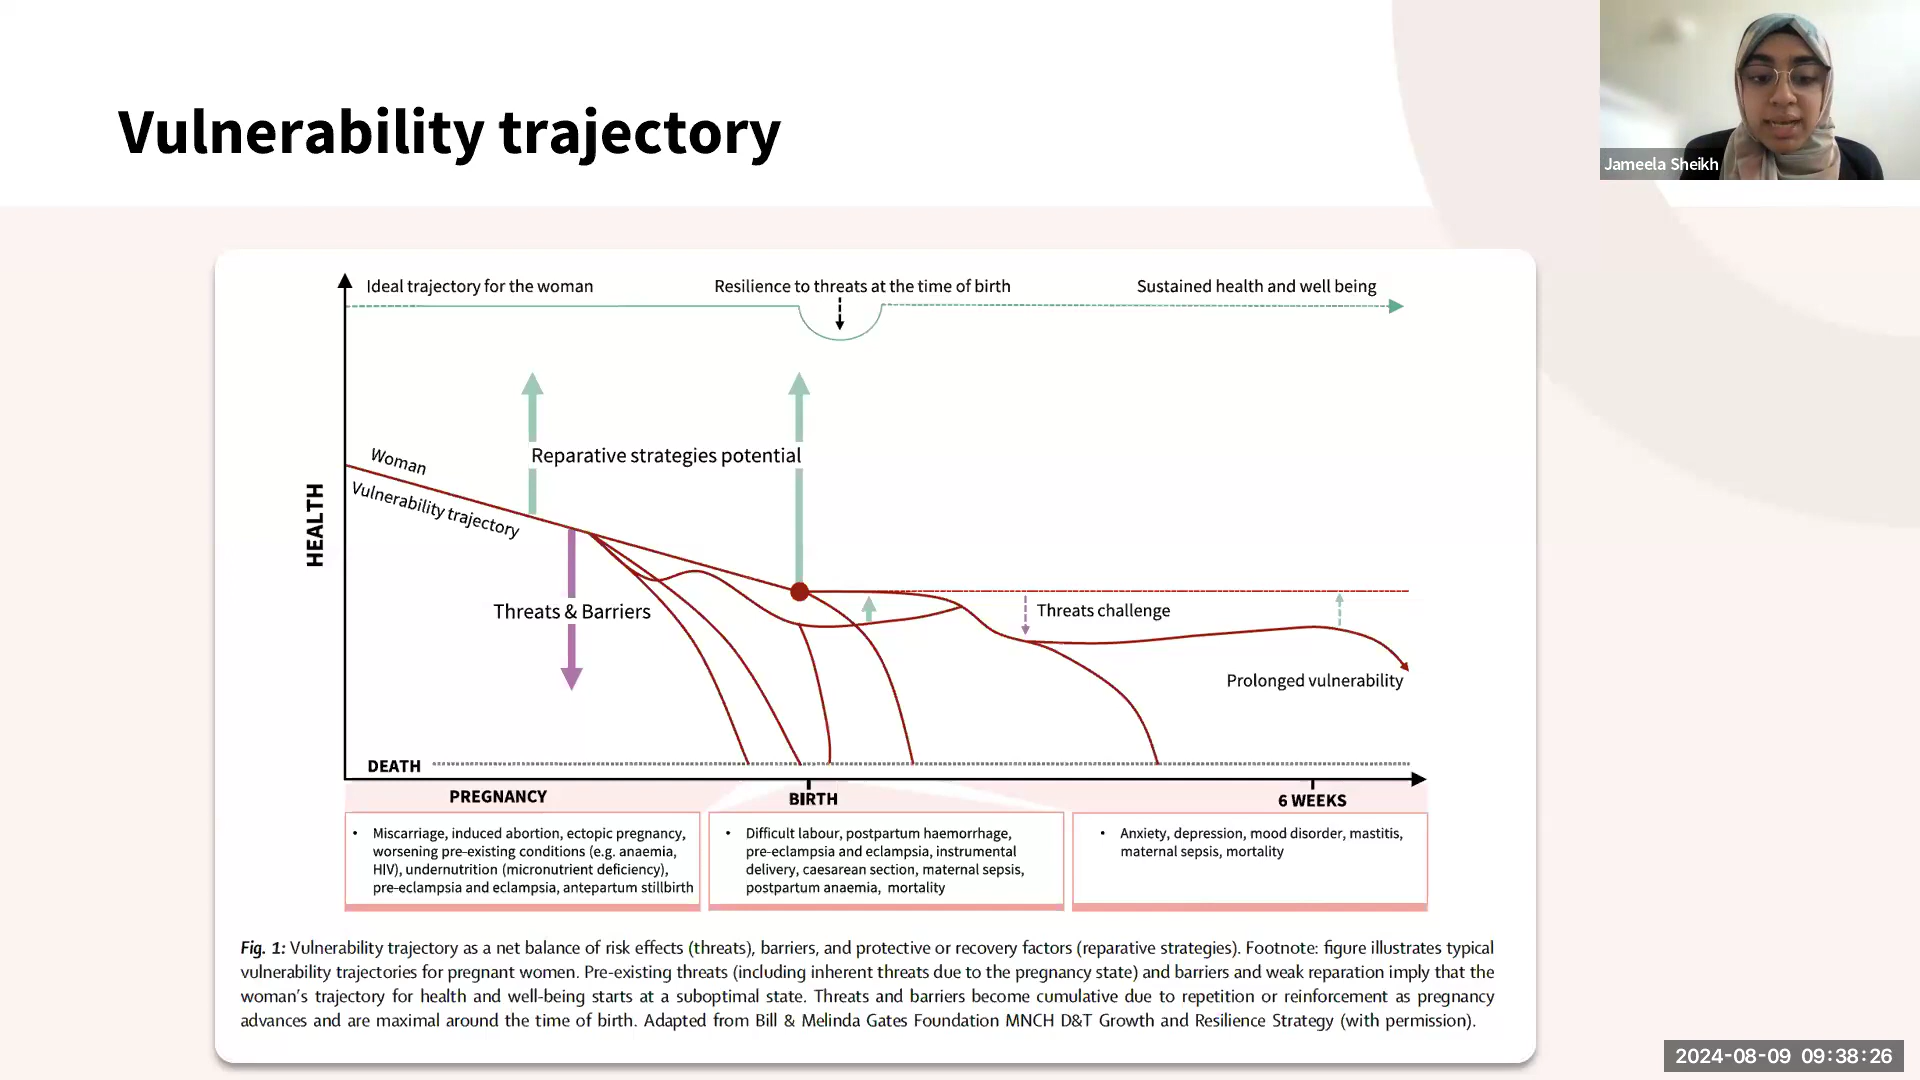 Vulnerability trajectory
Jameela Sheikh
Ideal trajectory for the woman
Resilience to threats at the time of birth
Sustained health and well being
HEALTH
Woman
Vulnerability trajectory
Reparative strategies potential
Threats & Barriers
Threats challenge
Prolonged vulnerability
DEATH
PREGNANCY
BIRTH
6 WEEKS
• Miscarriage, induced abortion, ectopic pregnancy,
worsening pre-existing conditions (e.g. anaemia,
HIV), undernutrition (micronutrient deficiency),
pre-eclampsia and eclampsia, antepartum stillbirth
• Difficult labour, postpartum haemorrhage,
pre-eclampsia and eclampsia, instrumental
delivery, caesarean section, maternal sepsis,
postpartum anaemia, mortality
• Anxiety, depression, mood disorder, mastitis,
maternal sepsis, mortality
Fig. 1: Vulnerability trajectory as a net balance of risk effects (threats), barriers, and protective or recovery factors (reparative strategies). Footnote: figure illustrates typical
vulnerability trajectories for pregnant women. Pre-existing threats (including inherent threats due to the pregnancy state) and barriers and weak reparation imply that the
woman's trajectory for health and well-being starts at a suboptimal state. Threats and barriers become cumulative due to repetition or reinforcement as pregnancy
advances and are maximal around the time of birth. Adapted from Bill & Melinda Gates Foundation MNCH D&T Growth and Resilience Strategy (with permission).
2024-08-09 09:38:26